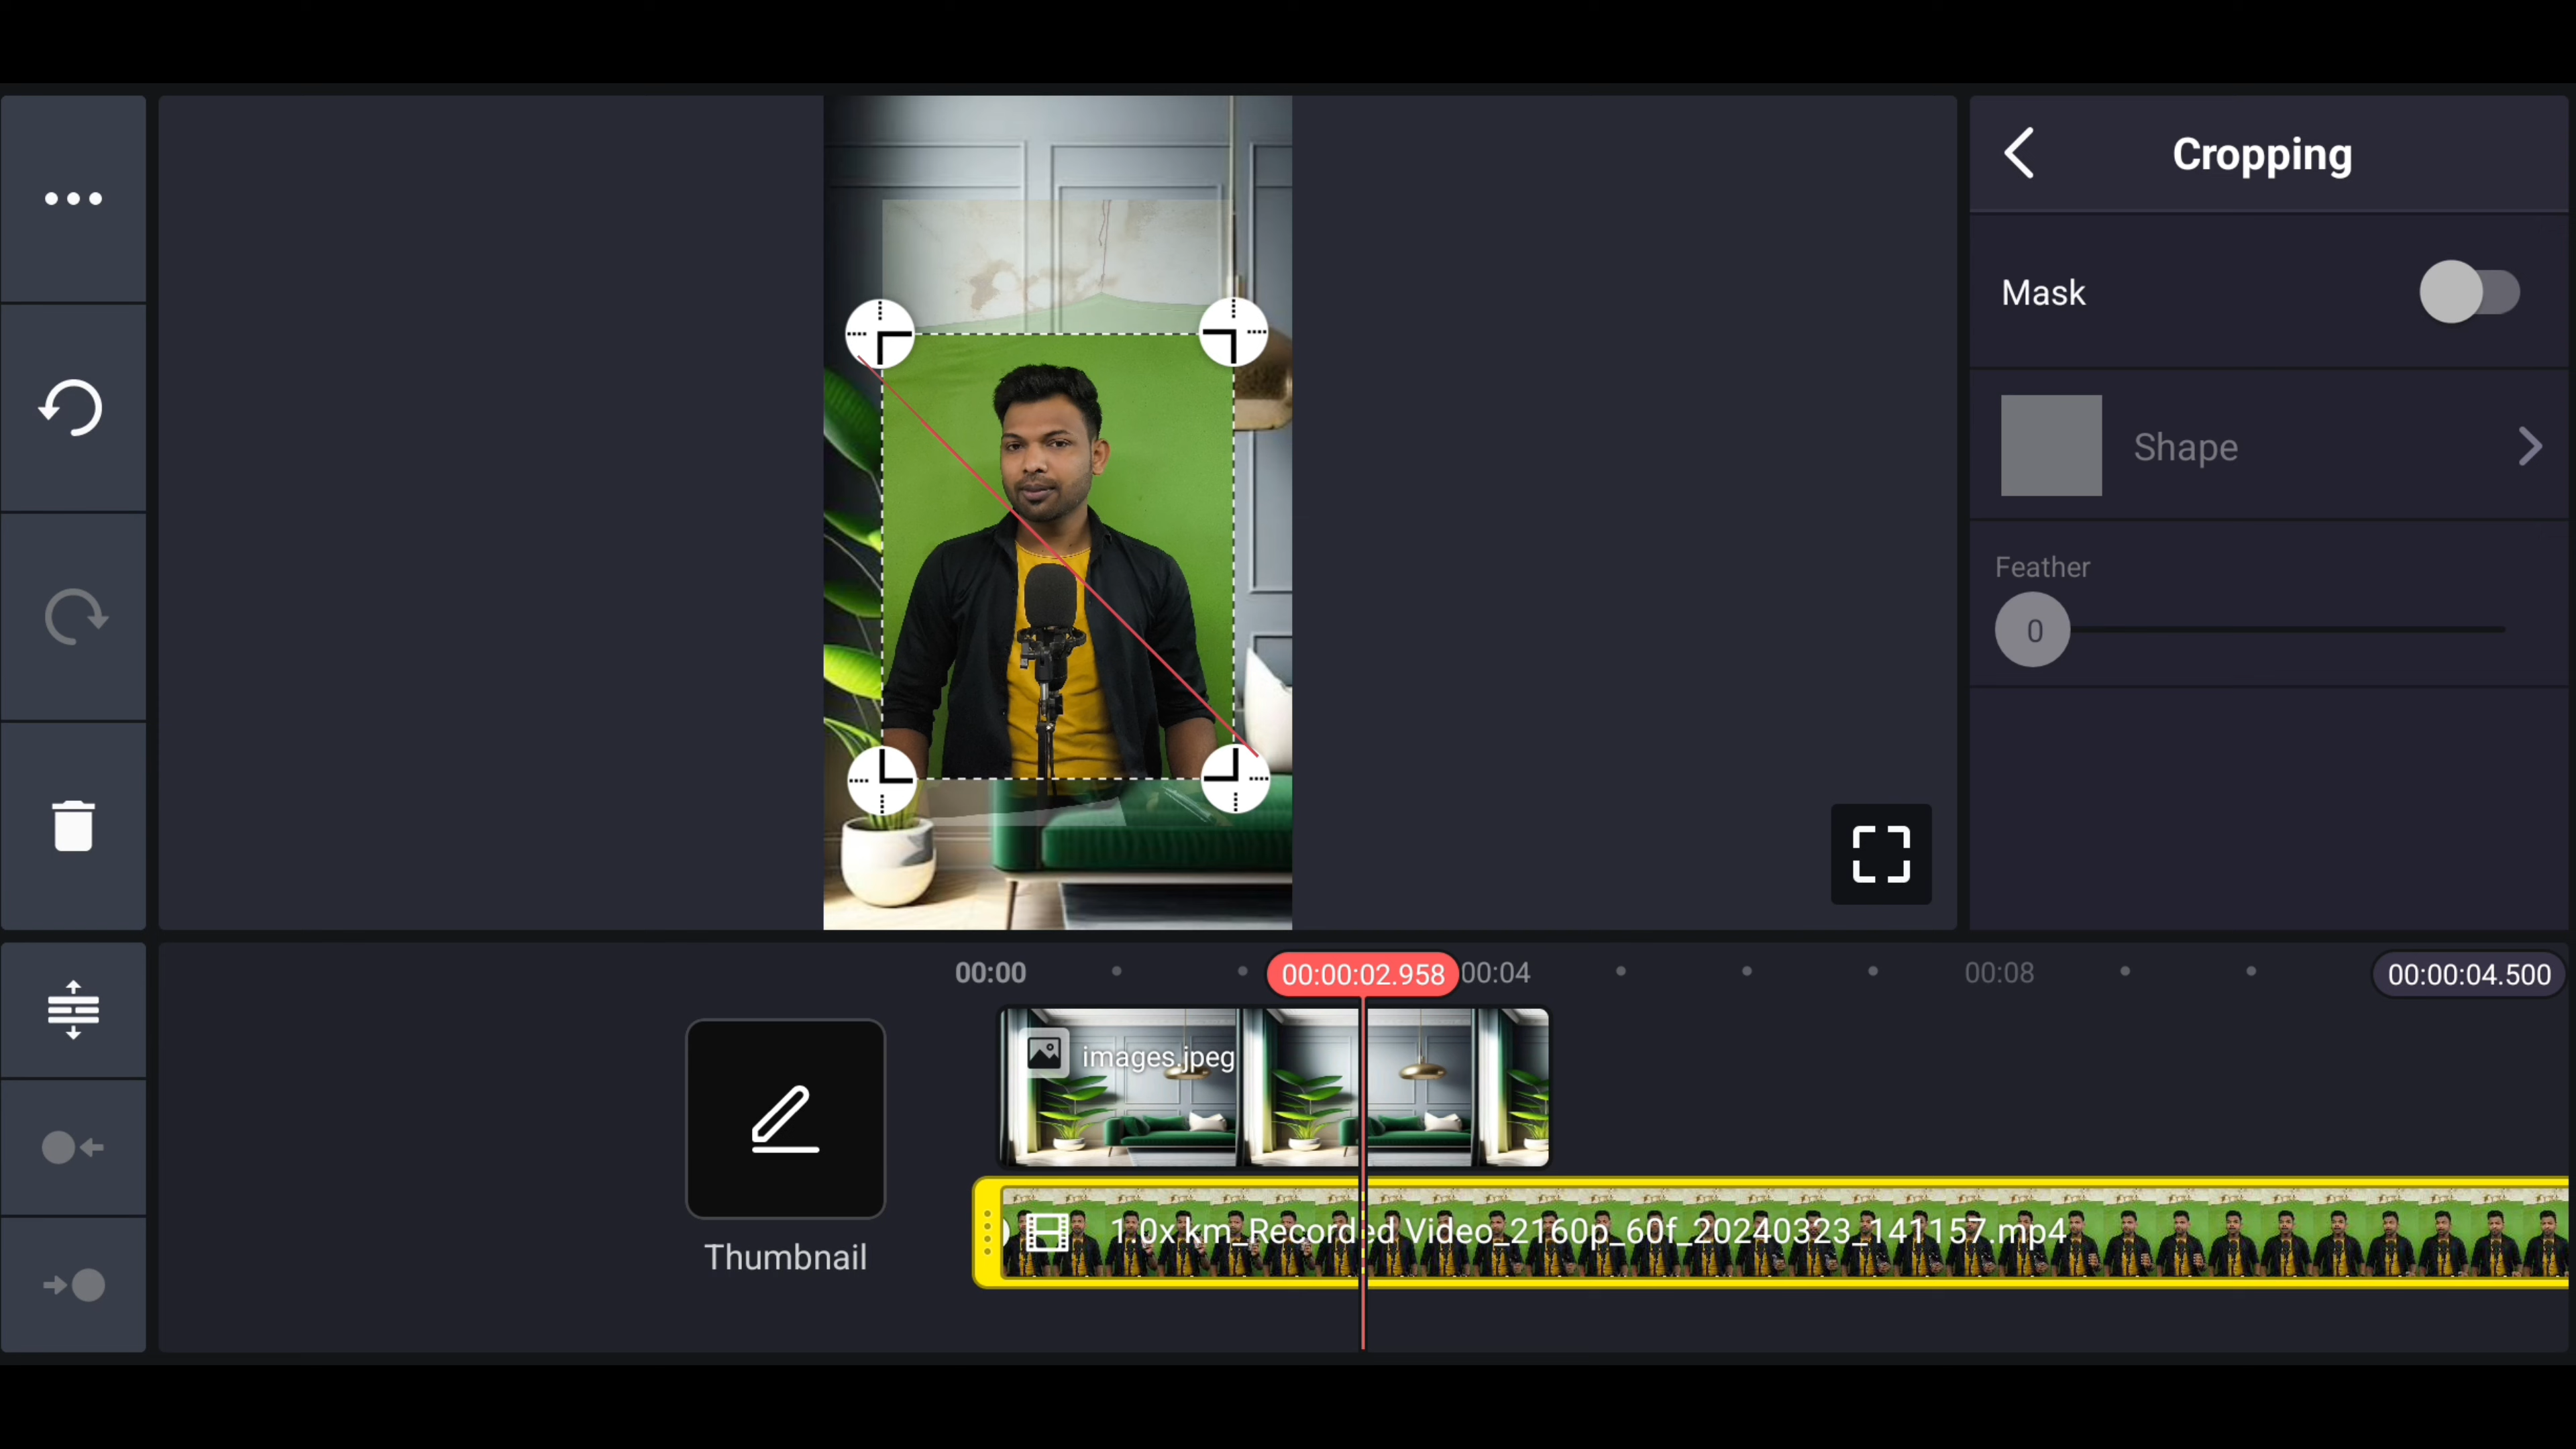 Cropping
Mask
Shape
Feather
0
00:00
00:00:02.958
00:04
00:08
00:00:04.500
images.jpeg
1.0x km_Recorded Video_2160p_60f_20240323_141157.mp4
Thumbnail